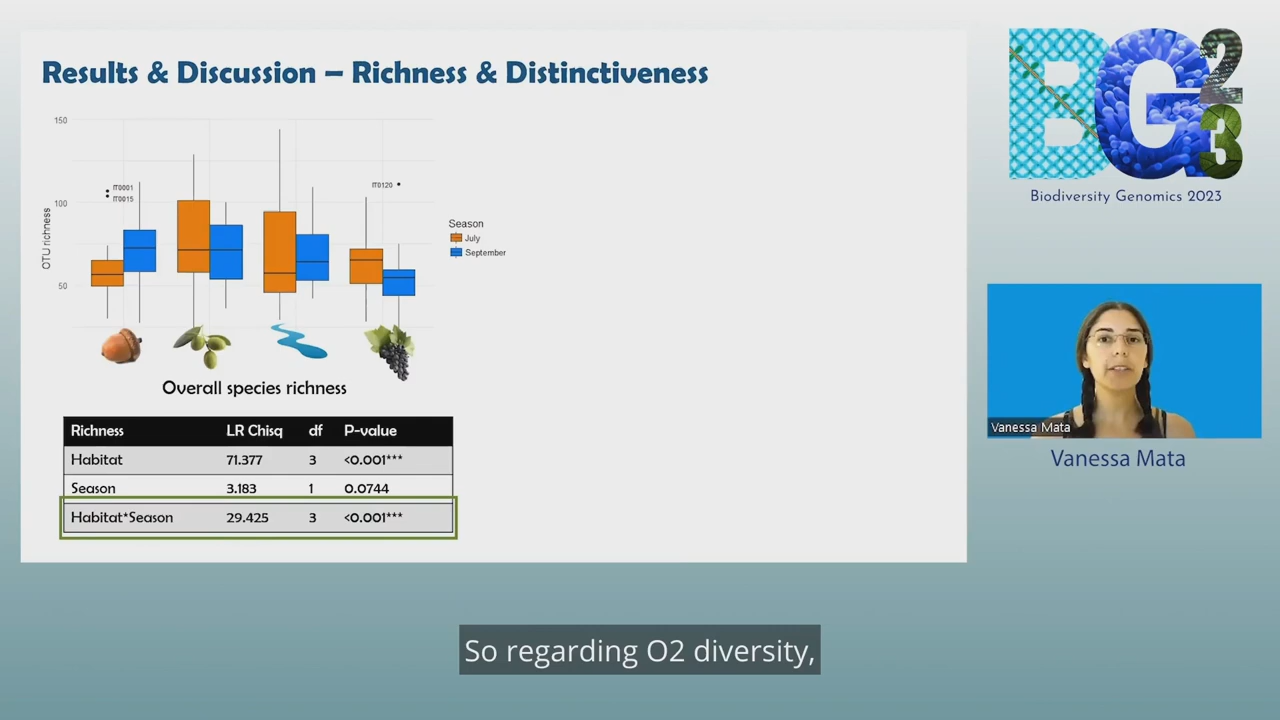 Results & Discussion – Richness & Distinctiveness
150
100
50
OTU richness
IT0001
IT0015
IT0120
Season
July
September
Overall species richness
Richness LR Chisq df P-value
Habitat 71.377 3 <0.001***
Season 3.183 1 0.0744
Habitat*Season 29.425 3 <0.001***
BG23
Biodiversity Genomics 2023
Vanessa Mata
Vanessa Mata
So regarding O2 diversity,